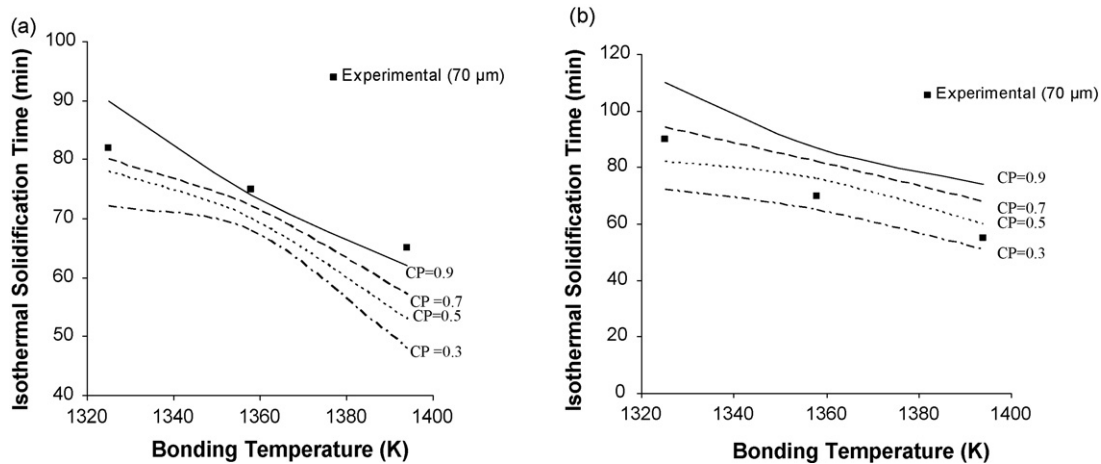 (a)
Isothermal Solidification Time (min)
100
90
80
70
60
50
40
■ Experimental (70 µm)
CP=0.9
CP =0.7
CP=0.5
CP =0.3
1320 1340 1360 1380 1400
Bonding Temperature (K)
(b)
Isothermal Solidification Time (min)
120
100
80
60
40
20
0
■ Experimental (70 µm)
CP=0.9
CP=0.7
CP=0.5
CP=0.3
1320 1340 1360 1380 1400
Bonding Temperature (K)